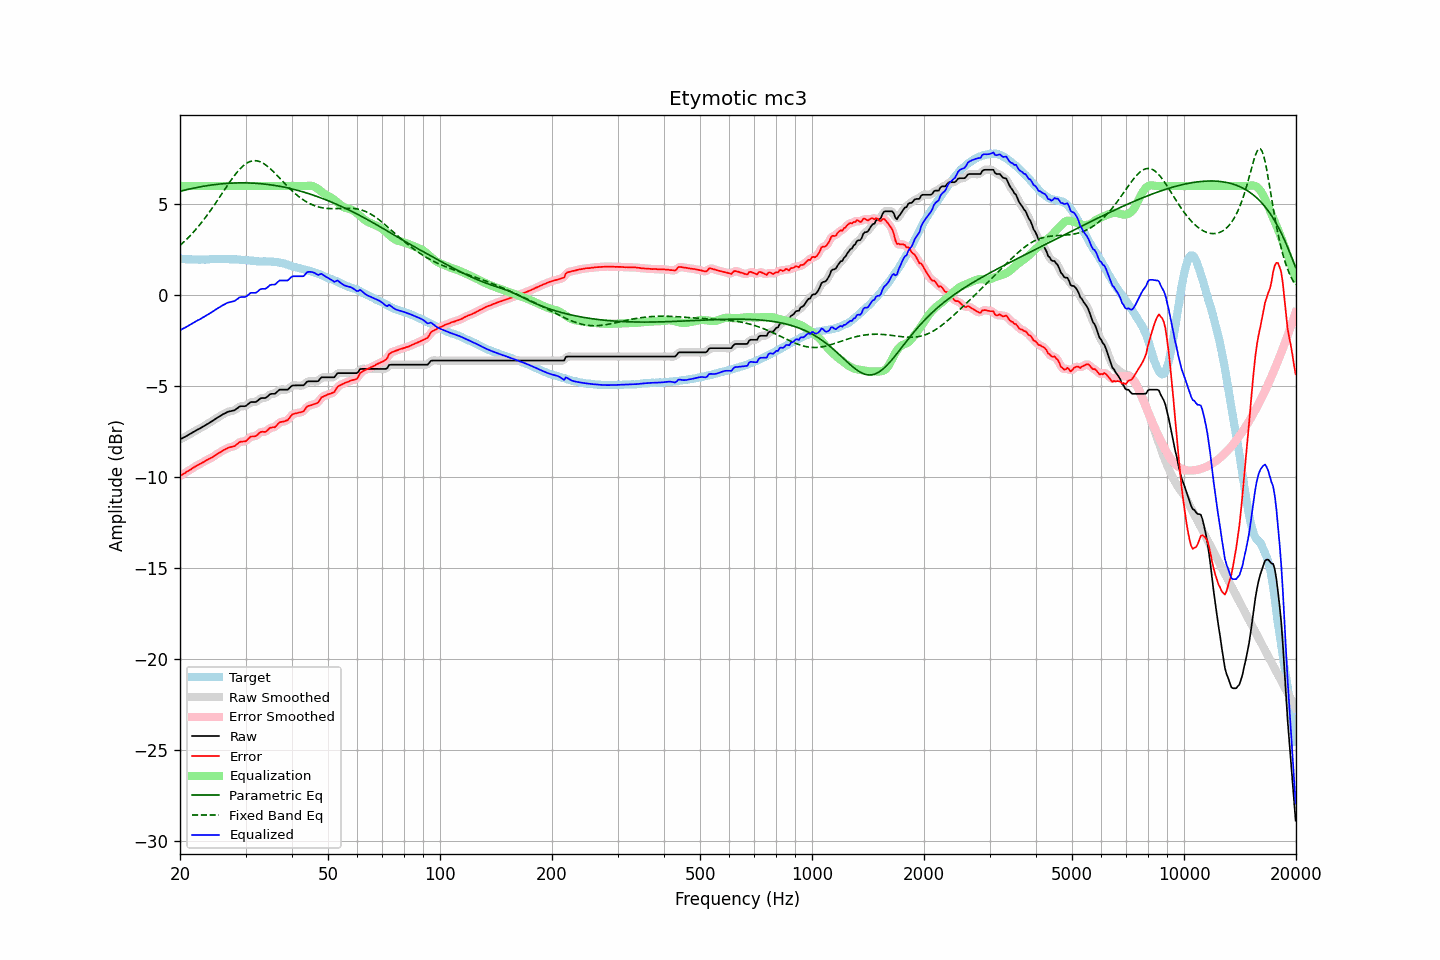 Etymotic mc3
Amplitude (dBr)
5
0
−5
−10
−15
−20
−25
−30
Target
Raw Smoothed
Error Smoothed
Raw
Error
Equalization
Parametric Eq
Fixed Band Eq
Equalized
20 50 100 200 500 1000 2000 5000 10000 20000
Frequency (Hz)